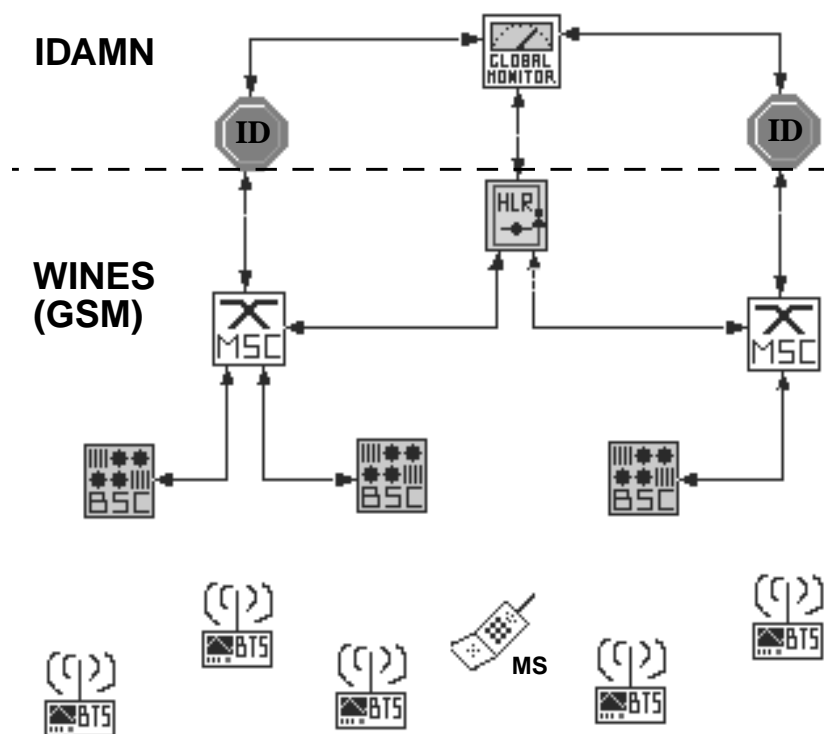 IDAMN
GLOBAL
MONITOR
ID
ID
HLR
WINES
(GSM)
MSC
MSC
BSC
BSC
BSC
BTS
BTS
BTS
MS
BTS
BTS